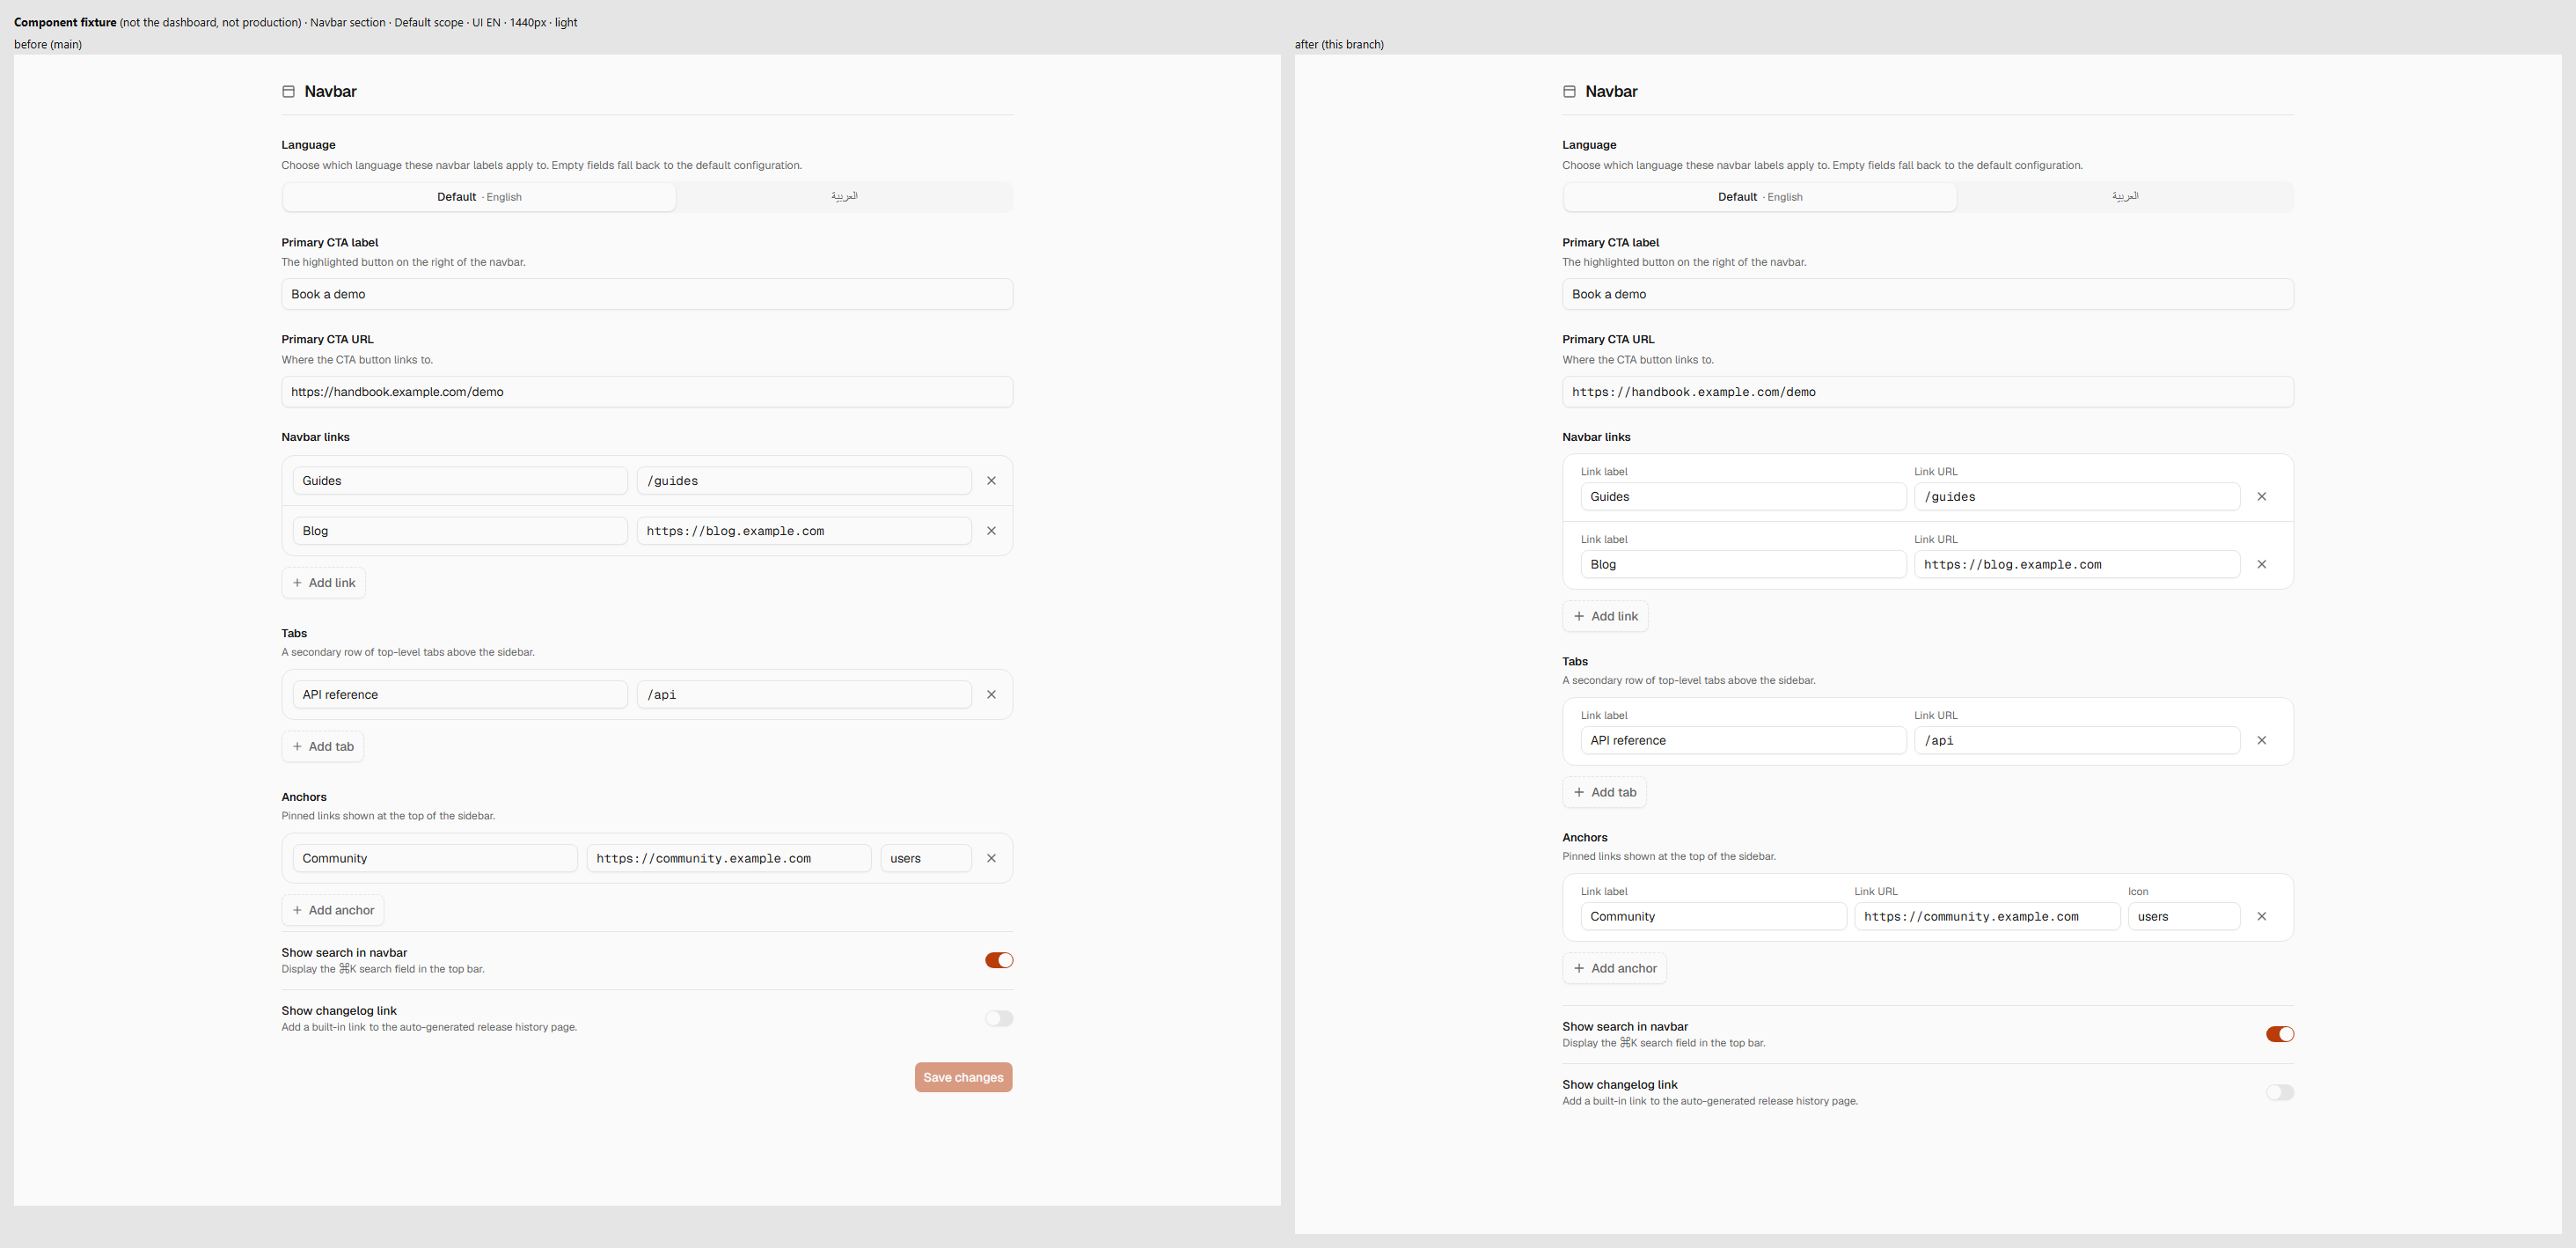 Component fixture (not the dashboard, not production) · Navbar section · Default scope · UI EN · 1440px · light
before (main)
Navbar
Language
Choose which language these navbar labels apply to. Empty fields fall back to the default configuration.
Default · English
العربية
Primary CTA label
The highlighted button on the right of the navbar.
Book a demo
Primary CTA URL
Where the CTA button links to.
https://handbook.example.com/demo
Navbar links
Guides /guides
Blog https://blog.example.com
+ Add link
Tabs
A secondary row of top-level tabs above the sidebar.
API reference /api
+ Add tab
Anchors
Pinned links shown at the top of the sidebar.
Community https://community.example.com users
+ Add anchor
Show search in navbar
Display the ⌘K search field in the top bar.
Show changelog link
Add a built-in link to the auto-generated release history page.
Save changes
after (this branch)
Navbar
Language
Choose which language these navbar labels apply to. Empty fields fall back to the default configuration.
Default · English
العربية
Primary CTA label
The highlighted button on the right of the navbar.
Book a demo
Primary CTA URL
Where the CTA button links to.
https://handbook.example.com/demo
Navbar links
Link label Link URL
Guides /guides
Link label Link URL
Blog https://blog.example.com
+ Add link
Tabs
A secondary row of top-level tabs above the sidebar.
Link label Link URL
API reference /api
+ Add tab
Anchors
Pinned links shown at the top of the sidebar.
Link label Link URL Icon
Community https://community.example.com users
+ Add anchor
Show search in navbar
Display the ⌘K search field in the top bar.
Show changelog link
Add a built-in link to the auto-generated release history page.